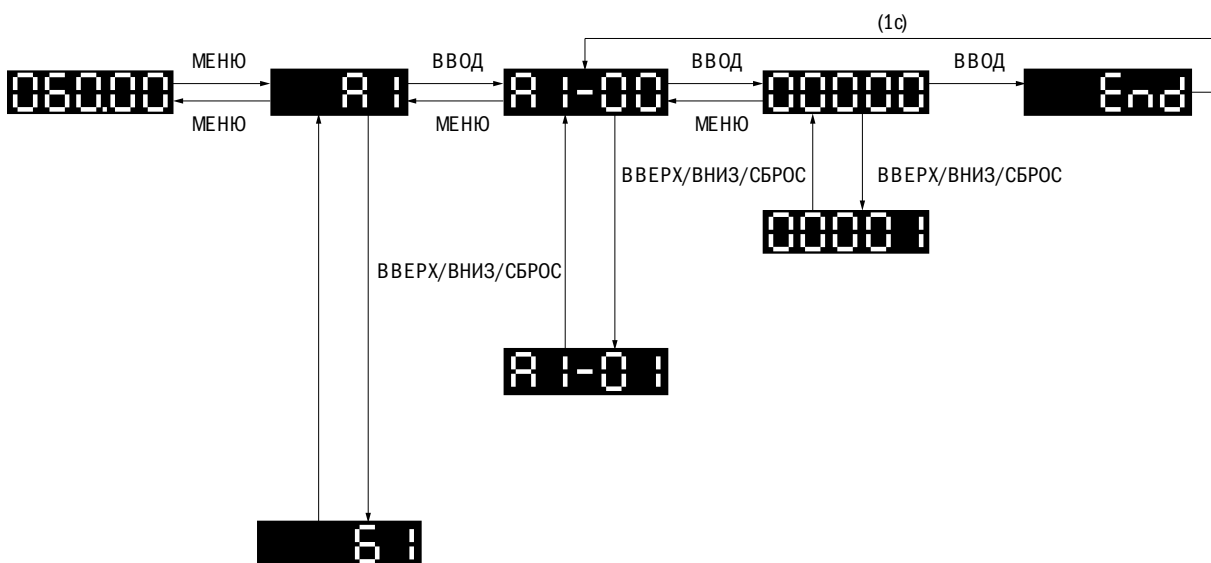 (1с)
МЕНЮ ВВОД ВВОД ВВОД
060.00 A1 A1-00 00000 End
МЕНЮ МЕНЮ МЕНЮ
ВВЕРХ/ВНИЗ/СБРОС ВВЕРХ/ВНИЗ/СБРОС
00001
ВВЕРХ/ВНИЗ/СБРОС
A1-01
61